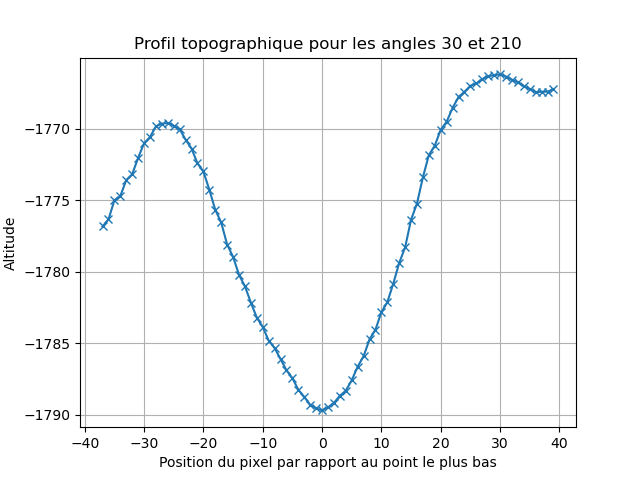 Profil topographique pour les angles 30 et 210
Altitude
−1770
−1775
−1780
−1785
−1790
−40 −30 −20 −10 0 10 20 30 40
Position du pixel par rapport au point le plus bas